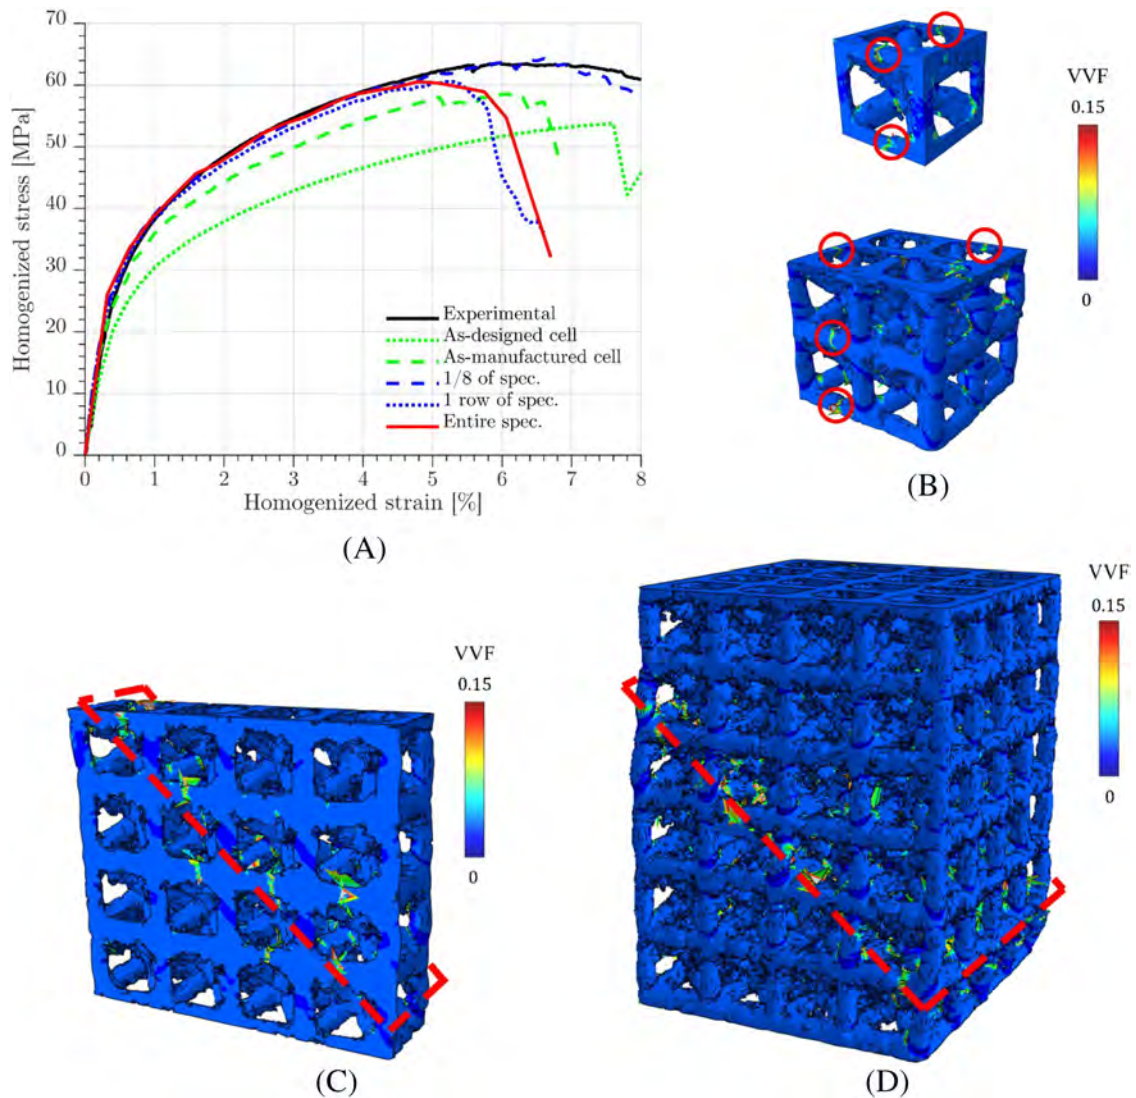 70
60
50
40
30
20
10
0
Homogenized stress [MPa]
Experimental
As-designed cell
As-manufactured cell
1/8 of spec.
1 row of spec.
Entire spec.
0 1 2 3 4 5 6 7 8
Homogenized strain [%]
(A)
VVF
0.15
0
(B)
VVF
0.15
0
(C)
VVF
0.15
0
(D)